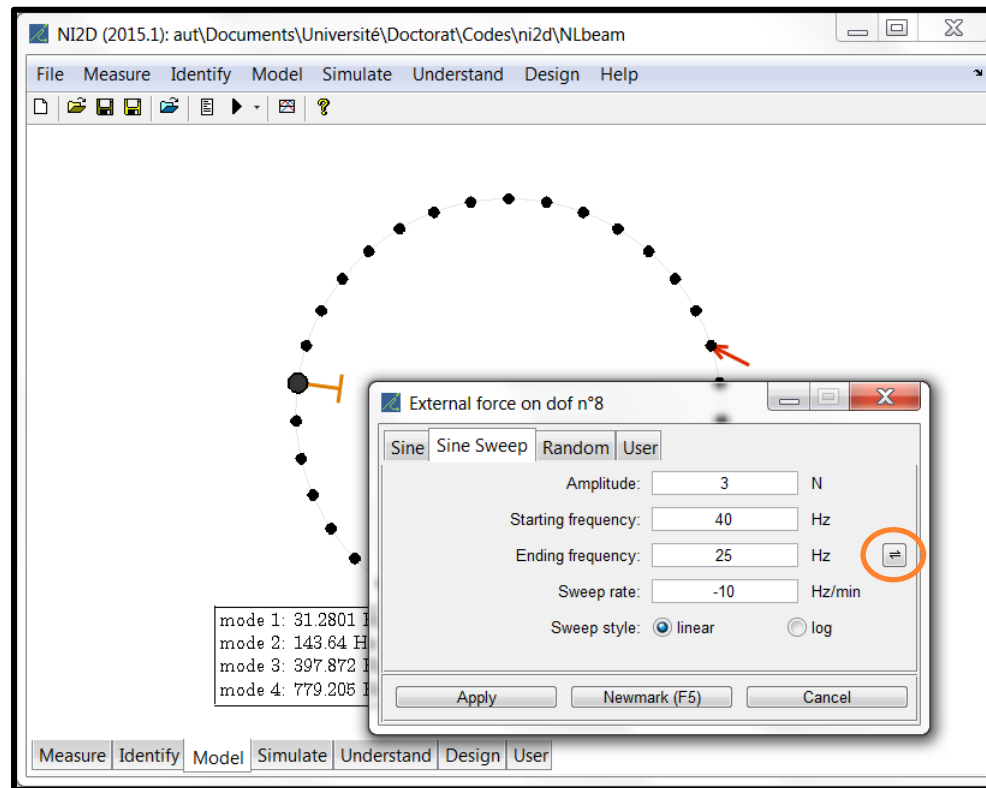 NI2D (2015.1): aut\Documents\Université\Doctorat\Codes\ni2d\NLbeam
File Measure Identify Model Simulate Understand Design Help
External force on dof n°8
Sine Sine Sweep Random User
Amplitude: 3 N
Starting frequency: 40 Hz
Ending frequency: 25 Hz
Sweep rate: -10 Hz/min
Sweep style: linear log
Apply Newmark (F5) Cancel
mode 1: 31.2801
mode 2: 143.64 H
mode 3: 397.872
mode 4: 779.205
Measure Identify Model Simulate Understand Design User